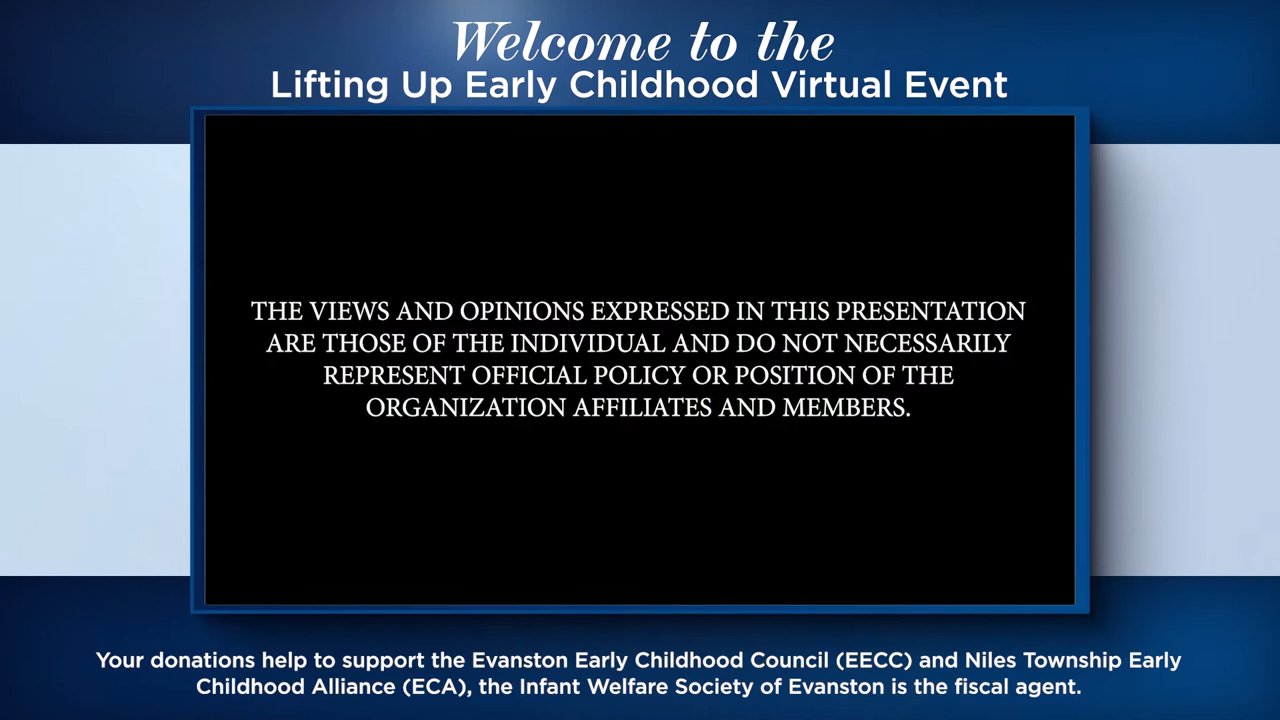 Welcome to the
Lifting Up Early Childhood Virtual Event
THE VIEWS AND OPINIONS EXPRESSED IN THIS PRESENTATION
ARE THOSE OF THE INDIVIDUAL AND DO NOT NECESSARILY
REPRESENT OFFICIAL POLICY OR POSITION OF THE
ORGANIZATION AFFILIATES AND MEMBERS.
Your donations help to support the Evanston Early Childhood Council (EECC) and Niles Township Early
Childhood Alliance (ECA), the Infant Welfare Society of Evanston is the fiscal agent.